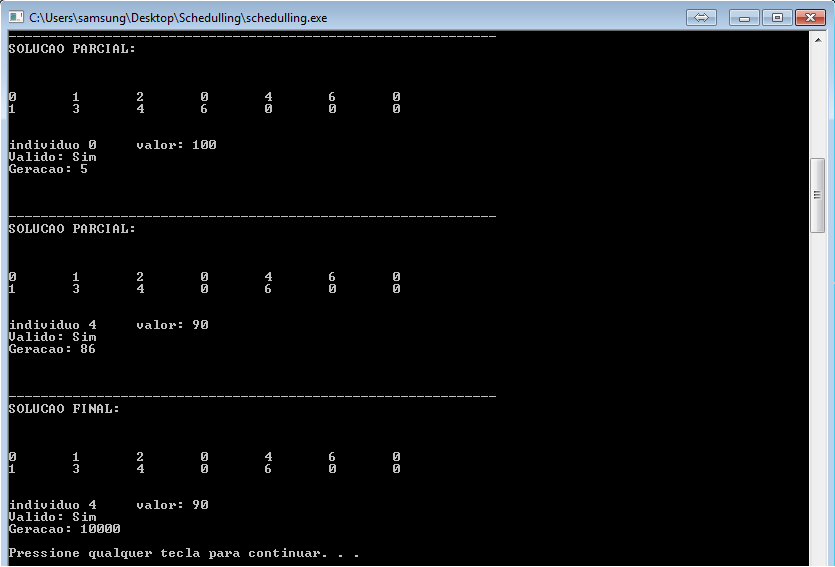 C:\Users\samsung\Desktop\Schedulling\schedulling.exe
SOLUCAO PARCIAL:
0 1 2 0 4 6 0
1 3 4 6 0 0 0
individuo 0 valor: 100
Valido: Sim
Geracao: 5
SOLUCAO PARCIAL:
0 1 2 0 4 6 0
1 3 4 0 6 0 0
individuo 4 valor: 90
Valido: Sim
Geracao: 86
SOLUCAO FINAL:
0 1 2 0 4 6 0
1 3 4 0 6 0 0
individuo 4 valor: 90
Valido: Sim
Geracao: 10000
Pressione qualquer tecla para continuar. . .